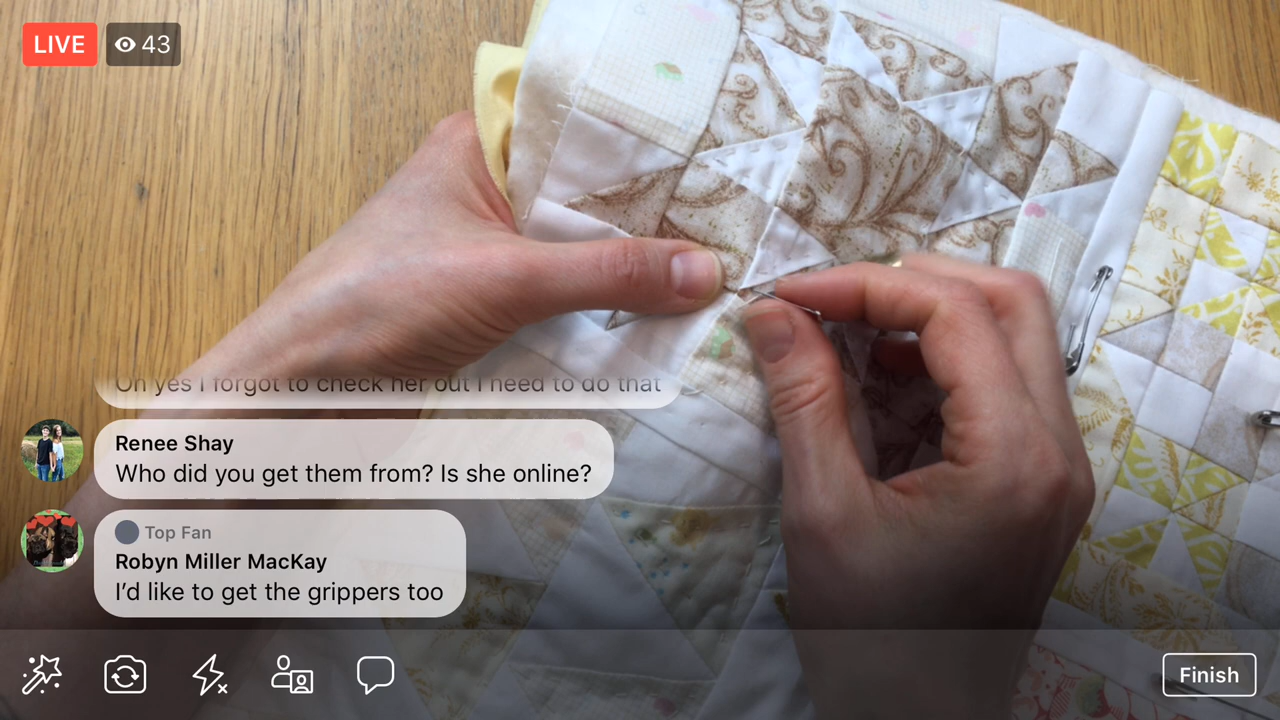 LIVE 43
Oh yes I forgot to check her out I need to do that
Renee Shay
Who did you get them from? Is she online?
Top Fan
Robyn Miller MacKay
I'd like to get the grippers too
Finish